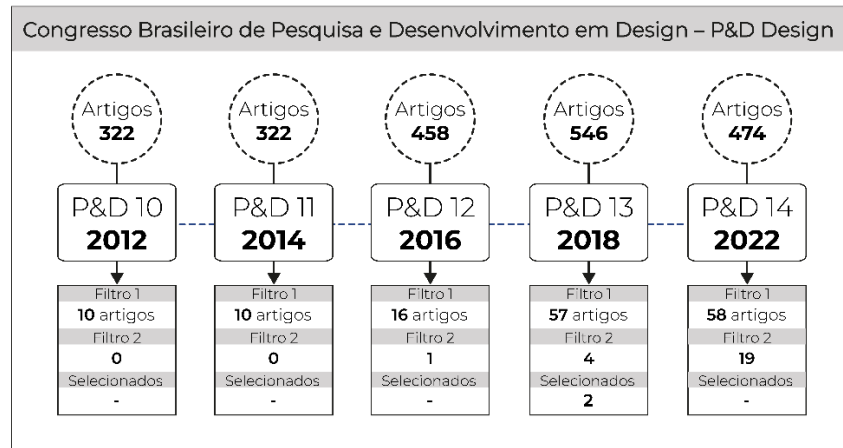 Congresso Brasileiro de Pesquisa e Desenvolvimento em Design – P&D Design
Artigos
322
Artigos
322
Artigos
458
Artigos
546
Artigos
474
P&D 10
2012
P&D 11
2014
P&D 12
2016
P&D 13
2018
P&D 14
2022
Filtro 1
10 artigos
Filtro 2
0
Selecionados
-
Filtro 1
10 artigos
Filtro 2
0
Selecionados
-
Filtro 1
16 artigos
Filtro 2
1
Selecionados
-
Filtro 1
57 artigos
Filtro 2
4
Selecionados
2
Filtro 1
58 artigos
Filtro 2
19
Selecionados
-